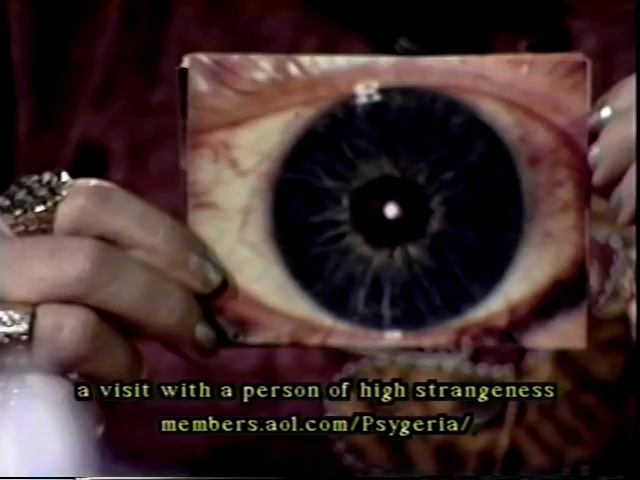 a visit with a person of high strangeness
members.aol.com/Psygeria/